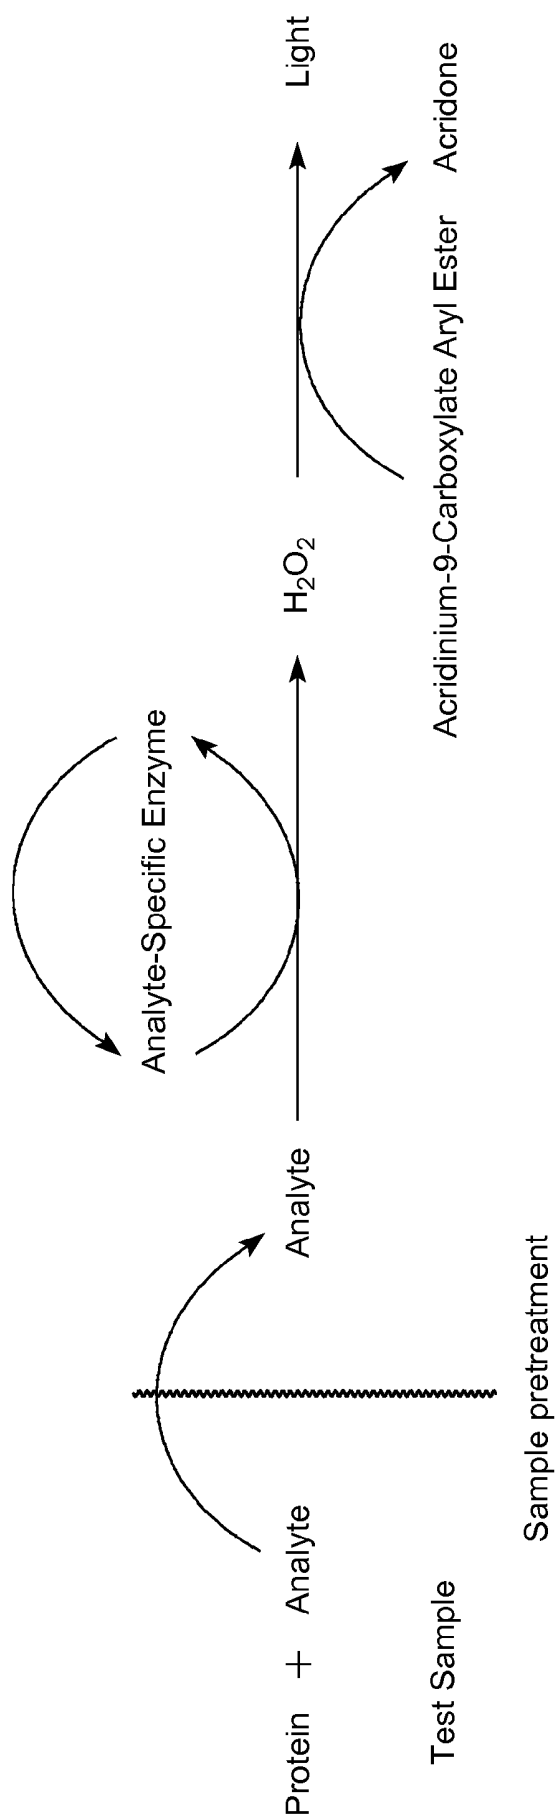 Protein + Analyte
Test Sample
Sample pretreatment
Analyte
Analyte-Specific Enzyme
H₂O₂
Acridinium-9-Carboxylate Aryl Ester
Acridone
Light